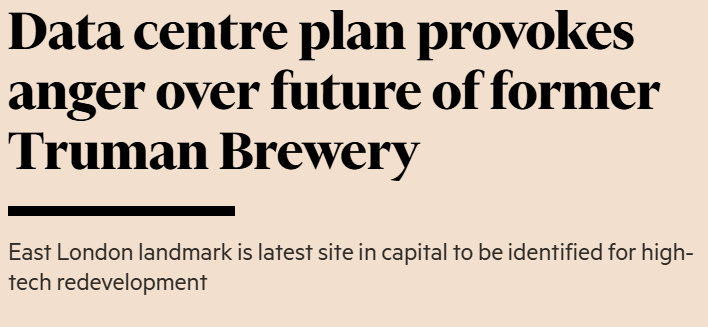 Data centre plan provokes
anger over future of former
Truman Brewery
East London landmark is latest site in capital to be identified for high-
tech redevelopment